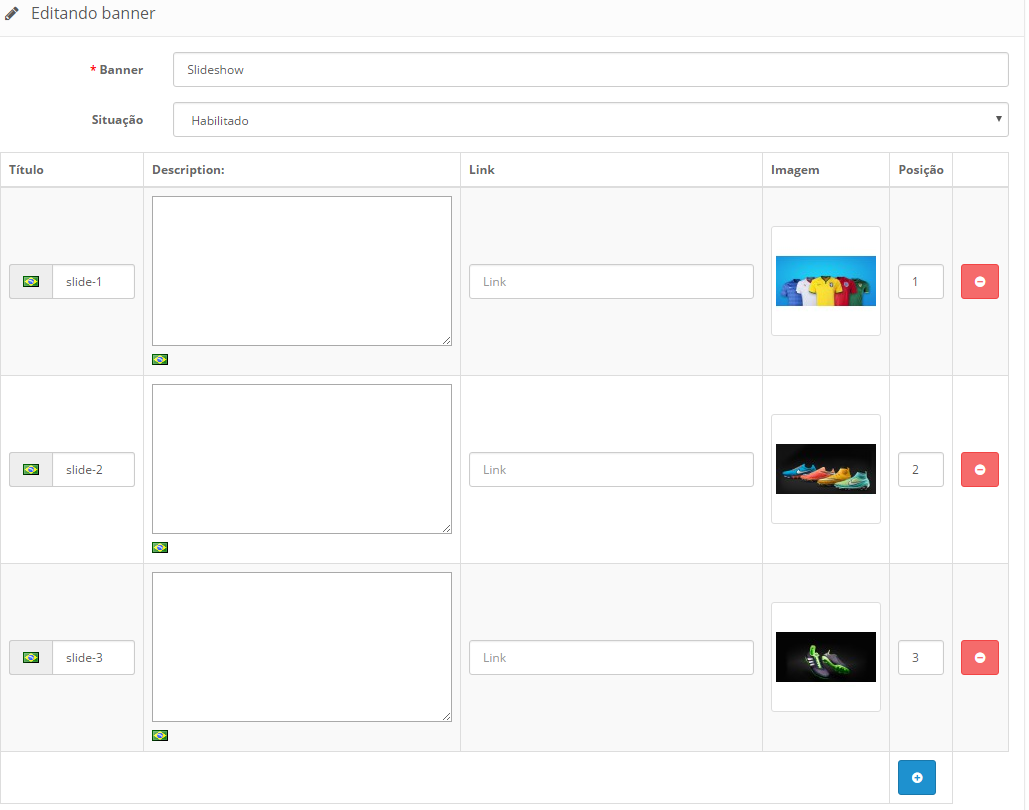 Editando banner
* Banner
Slideshow
Situação
Habilitado
Título Description: Link Imagem Posição
slide-1 Link 1
slide-2 Link 2
slide-3 Link 3